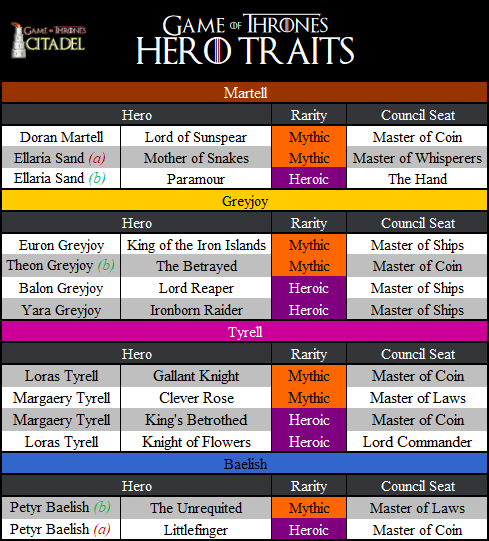 GAME OF THRONES
CITADEL
GAME OF THRONES
HERO TRAITS
Martell
Hero Rarity Council Seat
Doran Martell Lord of Sunspear Mythic Master of Coin
Ellaria Sand (a) Mother of Snakes Mythic Master of Whisperers
Ellaria Sand (b) Paramour Heroic The Hand
Greyjoy
Hero Rarity Council Seat
Euron Greyjoy King of the Iron Islands Mythic Master of Ships
Theon Greyjoy (b) The Betrayed Mythic Master of Coin
Balon Greyjoy Lord Reaper Heroic Master of Ships
Yara Greyjoy Ironborn Raider Heroic Master of Ships
Tyrell
Hero Rarity Council Seat
Loras Tyrell Gallant Knight Mythic Master of Coin
Margaery Tyrell Clever Rose Mythic Master of Laws
Margaery Tyrell King's Betrothed Heroic Master of Coin
Loras Tyrell Knight of Flowers Heroic Lord Commander
Baelish
Hero Rarity Council Seat
Petyr Baelish (b) The Unrequited Mythic Master of Laws
Petyr Baelish (a) Littlefinger Heroic Master of Coin